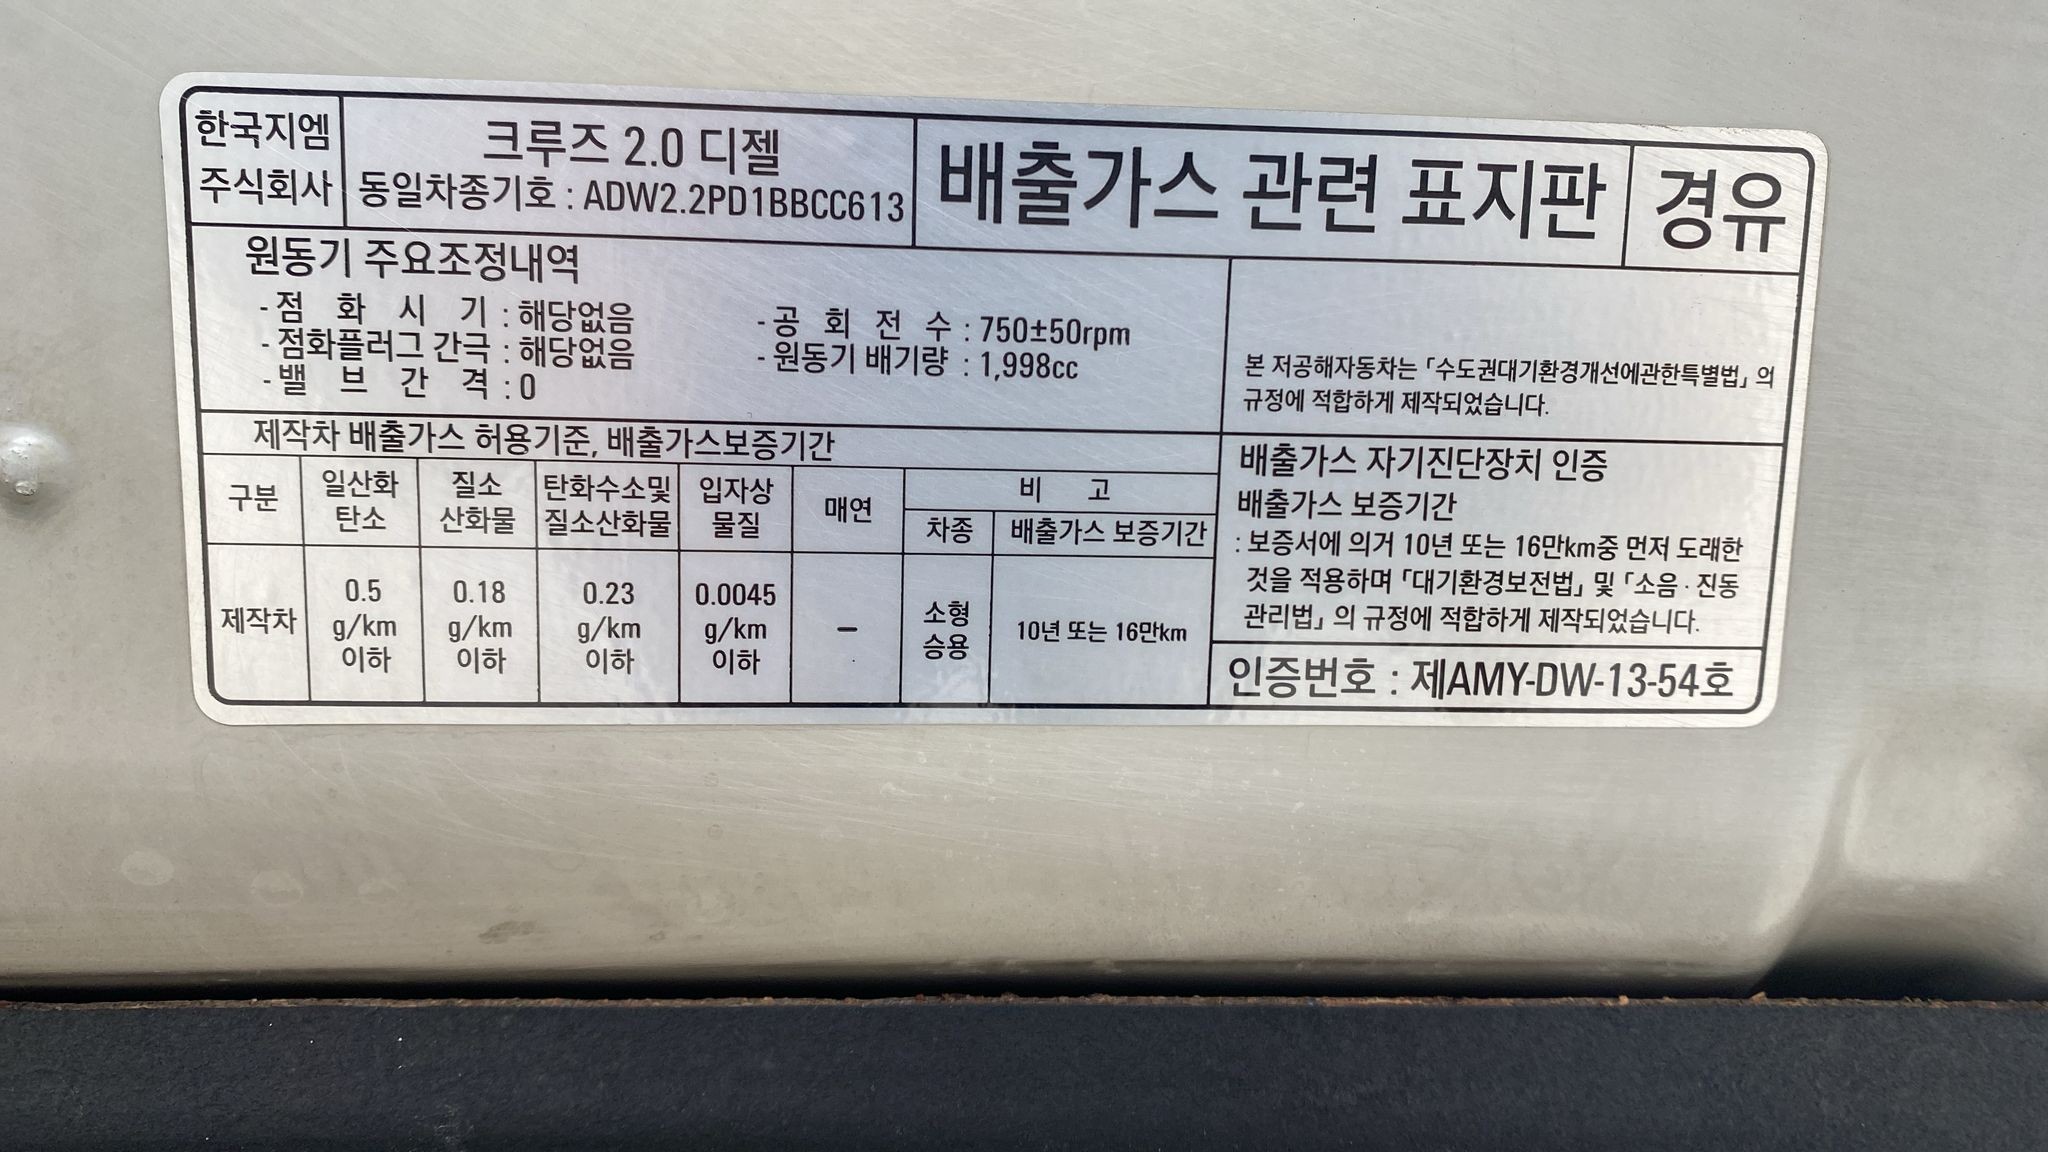 한국지엠
주식회사
크루즈 2.0 디젤
동일차종기호 : ADW2.2PD1BBCC613
배출가스 관련 표지판
경유
원동기 주요조정내역
- 점 화 시 기 : 해당없음
- 점화플러그 간극 : 해당없음
- 밸 브 간 격 : 0
- 공 회 전 수 : 750±50rpm
- 원동기 배기량 : 1,998cc
본 저공해자동차는 「수도권대기환경개선에관한특별법」의
규정에 적합하게 제작되었습니다.
제작차 배출가스 허용기준, 배출가스보증기간
구분
일산화
탄소
질소
산화물
탄화수소및
질소산화물
입자상
물질
매연
비 고
차종
배출가스 보증기간
제작차
0.5
g/km
이하
0.18
g/km
이하
0.23
g/km
이하
0.0045
g/km
이하
–
소형
승용
10년 또는 16만km
배출가스 자기진단장치 인증
배출가스 보증기간
: 보증서에 의거 10년 또는 16만km중 먼저 도래한
것을 적용하며 「대기환경보전법」 및 「소음·진동
관리법」의 규정에 적합하게 제작되었습니다.
인증번호 : 제AMY-DW-13-54호